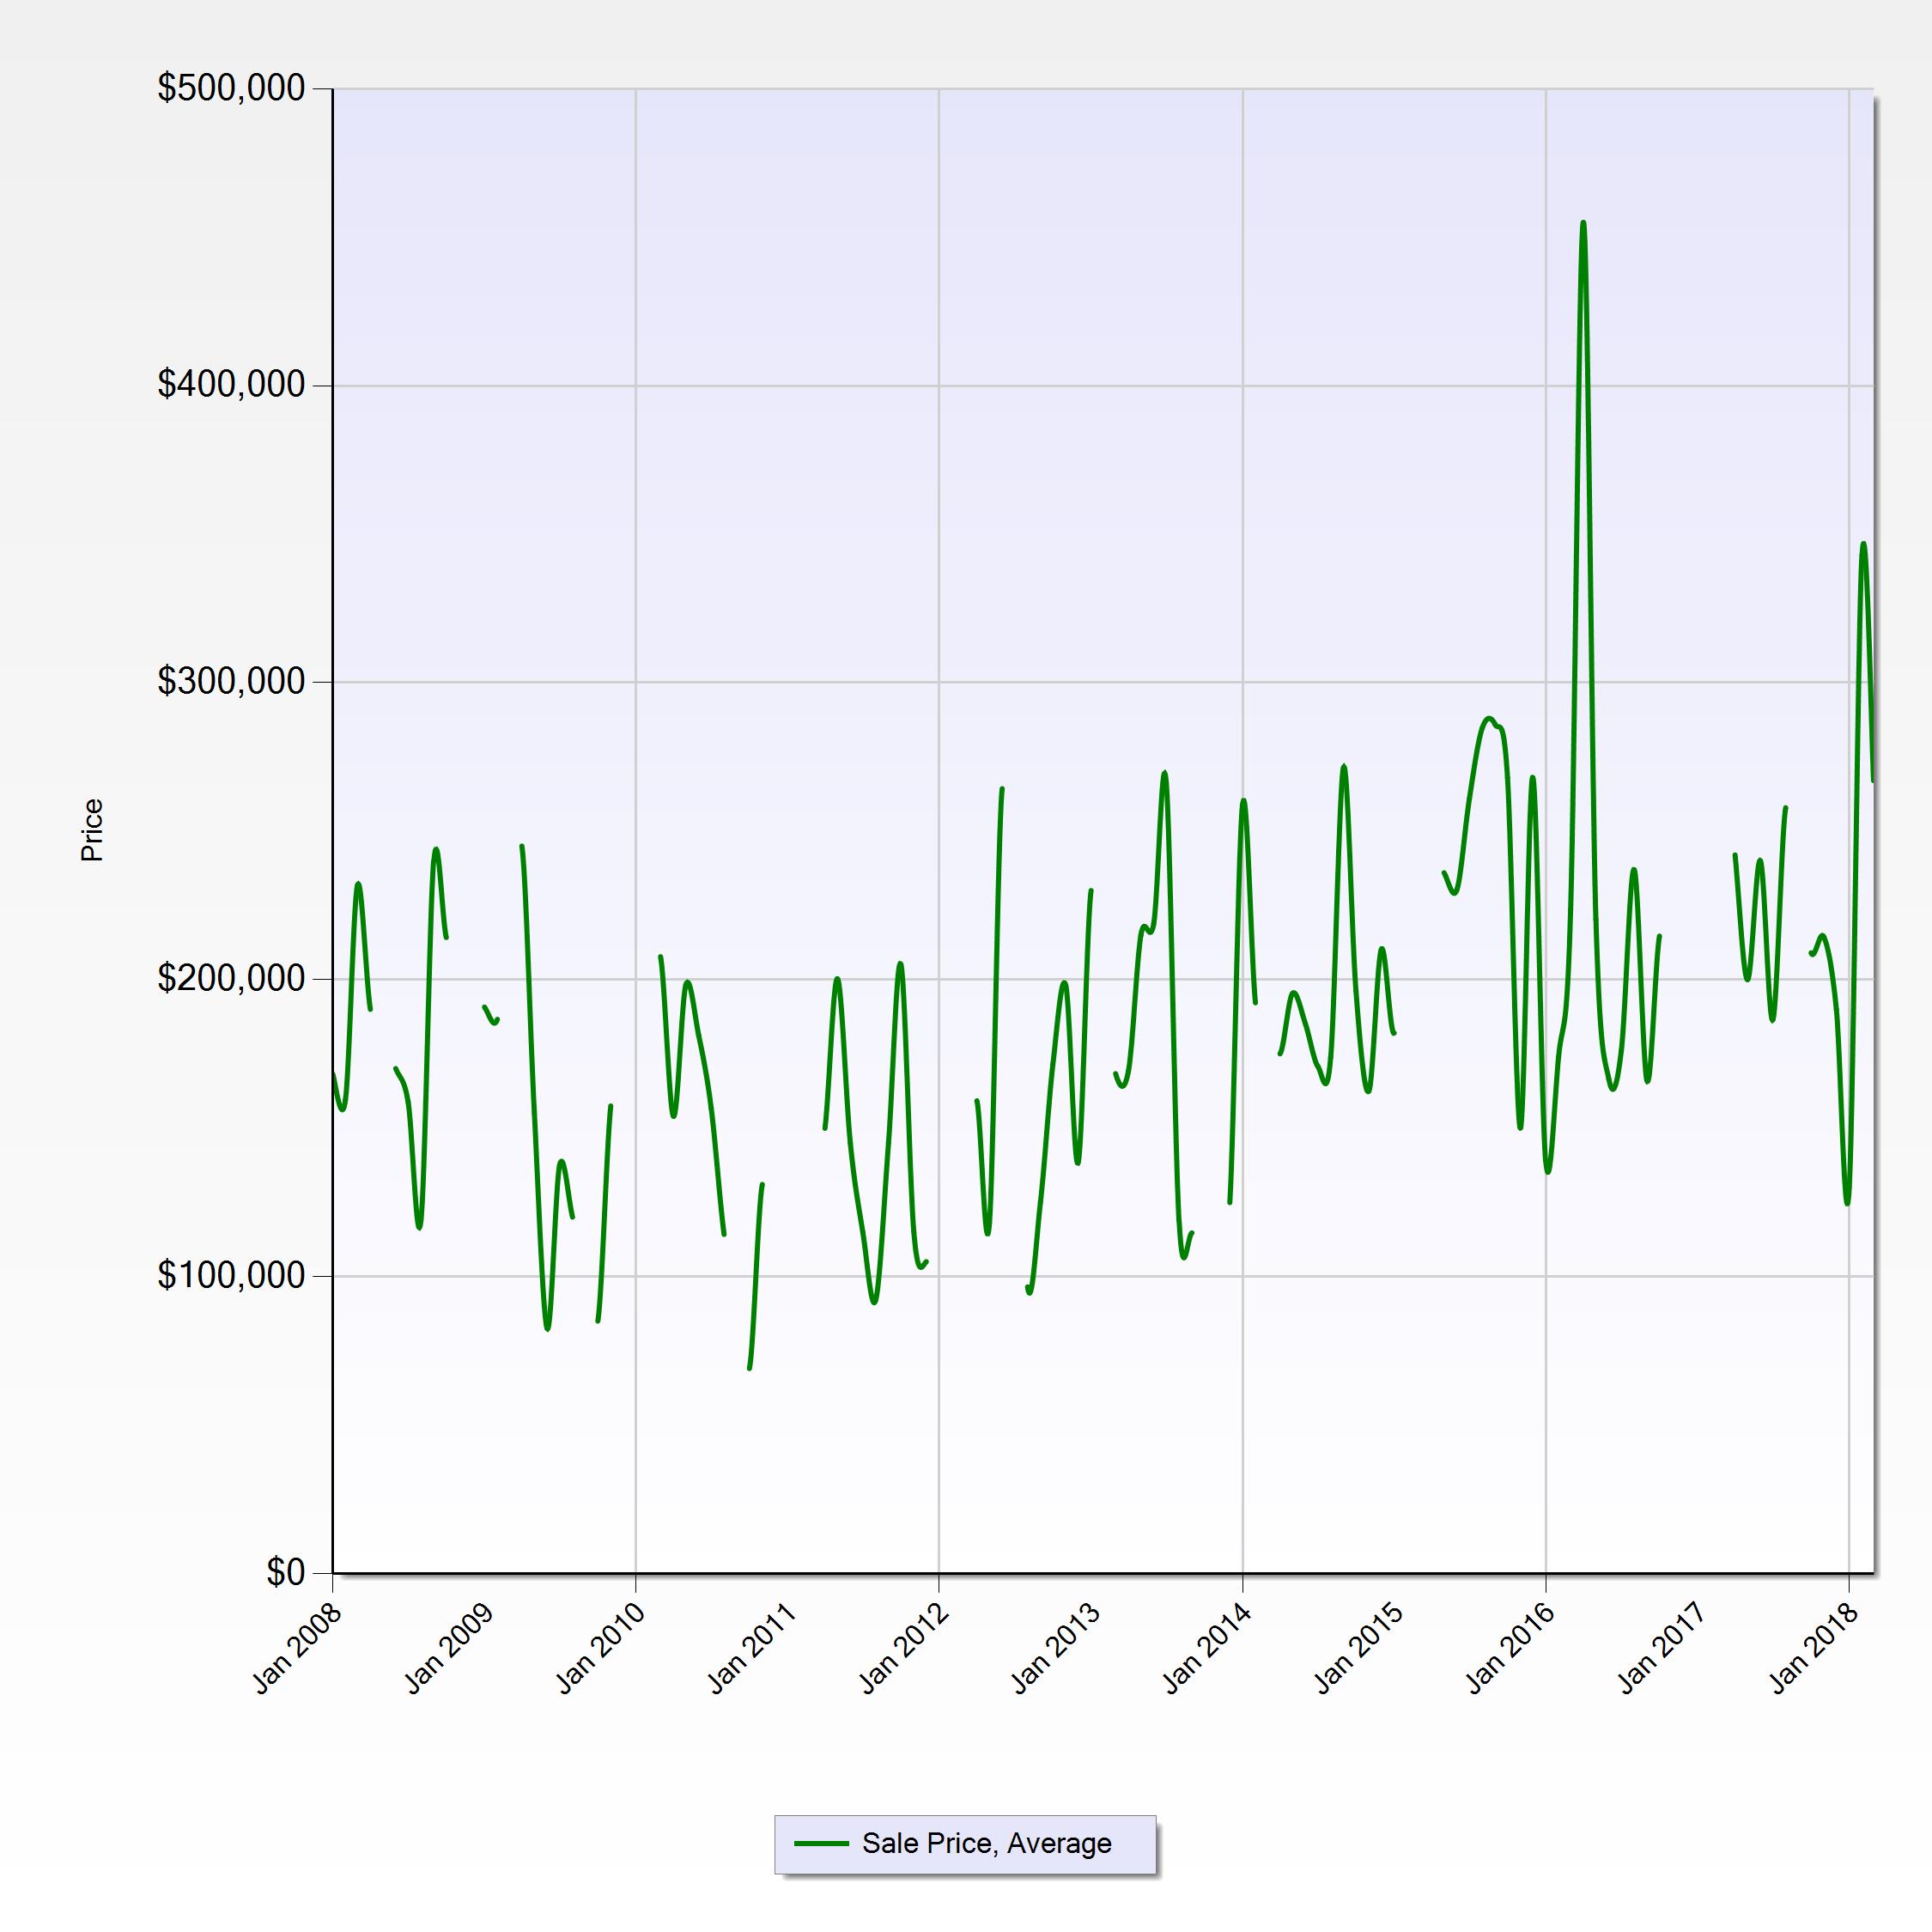 $500,000
$400,000
$300,000
$200,000
$100,000
$0
Price
Jan 2008
Jan 2009
Jan 2010
Jan 2011
Jan 2012
Jan 2013
Jan 2014
Jan 2015
Jan 2016
Jan 2017
Jan 2018
Sale Price, Average